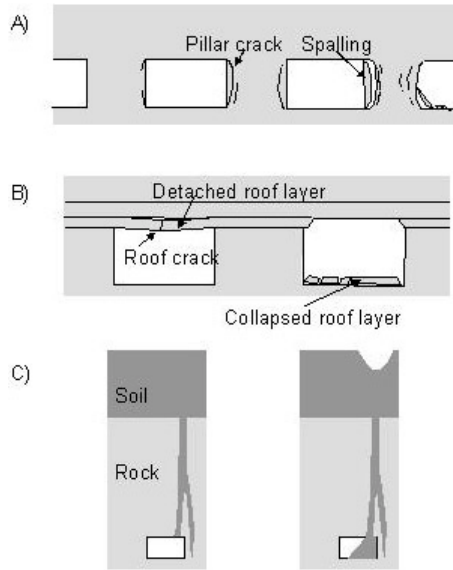 A)
Pillar crack
Spalling
B)
Detached roof layer
Roof crack
Collapsed roof layer
C)
Soil
Rock